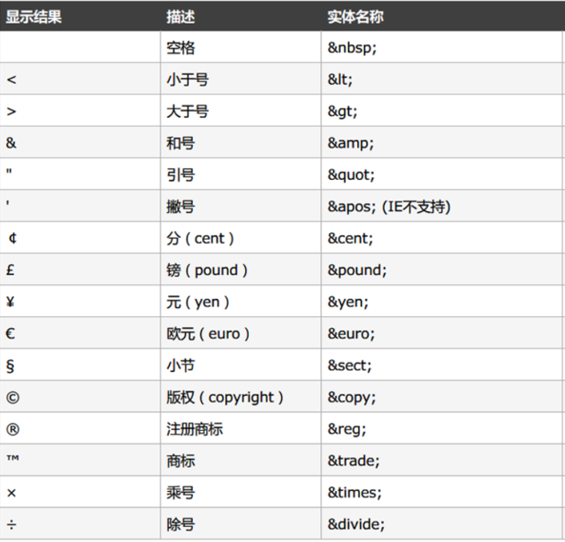 显示结果 描述 实体名称
空格 &nbsp;
< 小于号 &lt;
> 大于号 &gt;
& 和号 &amp;
" 引号 &quot;
' 撇号 &apos; (IE不支持)
¢ 分（cent） &cent;
£ 镑（pound） &pound;
¥ 元（yen） &yen;
€ 欧元（euro） &euro;
§ 小节 &sect;
© 版权（copyright） &copy;
® 注册商标 &reg;
™ 商标 &trade;
× 乘号 &times;
÷ 除号 &divide;